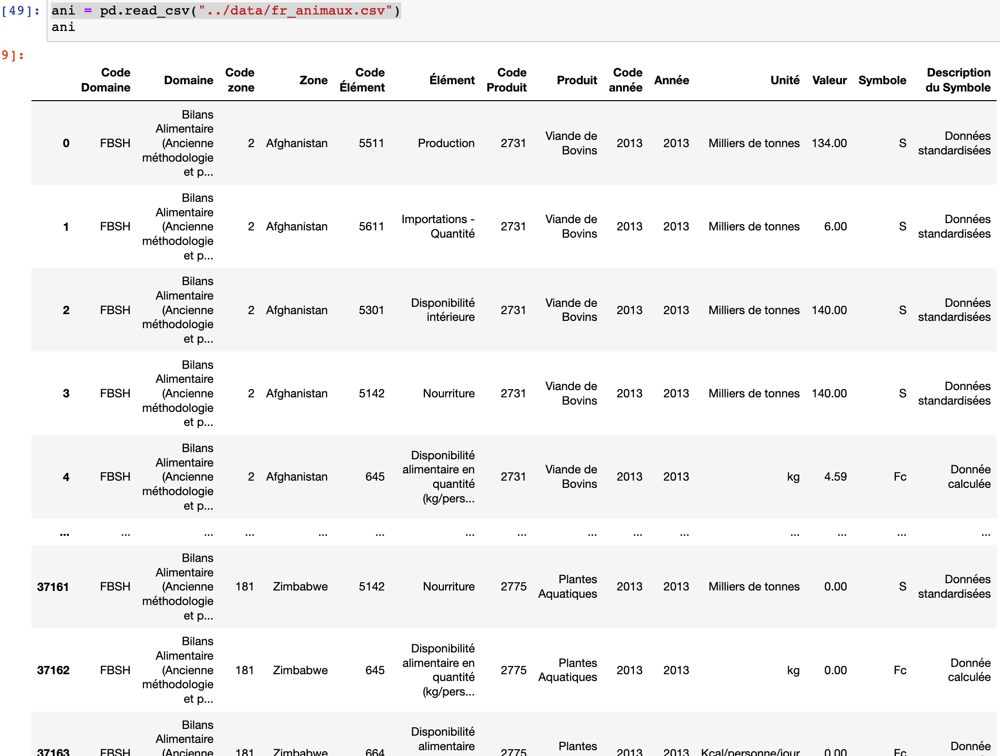 [49]: ani = pd.read_csv("../data/fr_animaux.csv")
ani
9]:
Code Domaine Domaine Code zone Zone Code Élément Élément Code Produit Produit Code année Année Unité Valeur Symbole Description du Symbole
0 FBSH Bilans Alimentaire (Ancienne méthodologie et p... 2 Afghanistan 5511 Production 2731 Viande de Bovins 2013 2013 Milliers de tonnes 134.00 S Données standardisées
1 FBSH Bilans Alimentaire (Ancienne méthodologie et p... 2 Afghanistan 5611 Importations - Quantité 2731 Viande de Bovins 2013 2013 Milliers de tonnes 6.00 S Données standardisées
2 FBSH Bilans Alimentaire (Ancienne méthodologie et p... 2 Afghanistan 5301 Disponibilité intérieure 2731 Viande de Bovins 2013 2013 Milliers de tonnes 140.00 S Données standardisées
3 FBSH Bilans Alimentaire (Ancienne méthodologie et p... 2 Afghanistan 5142 Nourriture 2731 Viande de Bovins 2013 2013 Milliers de tonnes 140.00 S Données standardisées
4 FBSH Bilans Alimentaire (Ancienne méthodologie et p... 2 Afghanistan 645 Disponibilité alimentaire en quantité (kg/pers... 2731 Viande de Bovins 2013 2013 kg 4.59 Fc Donnée calculée
... ... ... ... ... ... ... ... ... ... ... ... ... ... ...
37161 FBSH Bilans Alimentaire (Ancienne méthodologie et p... 181 Zimbabwe 5142 Nourriture 2775 Plantes Aquatiques 2013 2013 Milliers de tonnes 0.00 S Données standardisées
37162 FBSH Bilans Alimentaire (Ancienne méthodologie et p... 181 Zimbabwe 645 Disponibilité alimentaire en quantité (kg/pers... 2775 Plantes Aquatiques 2013 2013 kg 0.00 Fc Donnée calculée
37163 FBSH Bilans Alimentaire (Ancienne 181 Zimbabwe 664 Disponibilité alimentaire 2775 Plantes 2013 2013 Kcal/personne/jour 0.00 Fc Donnée